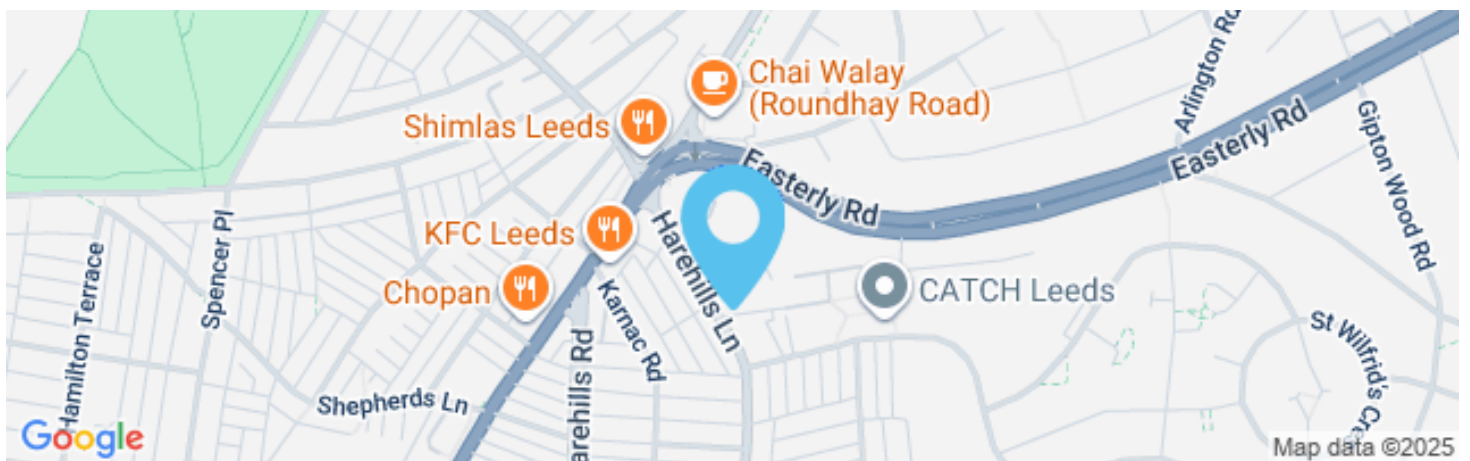 Chai Walay
(Roundhay Road)
Shimlas Leeds
Arlington Rd
Easterly Rd
Easterly Rd
Gipton Wood Rd
KFC Leeds
Harehills Ln
Chopan
Spencer Pl
Hamilton Terrace
Karnac Rd
Harehills Rd
CATCH Leeds
Shepherds Ln
St Wilfrid's Cre
Google
Map data ©2025